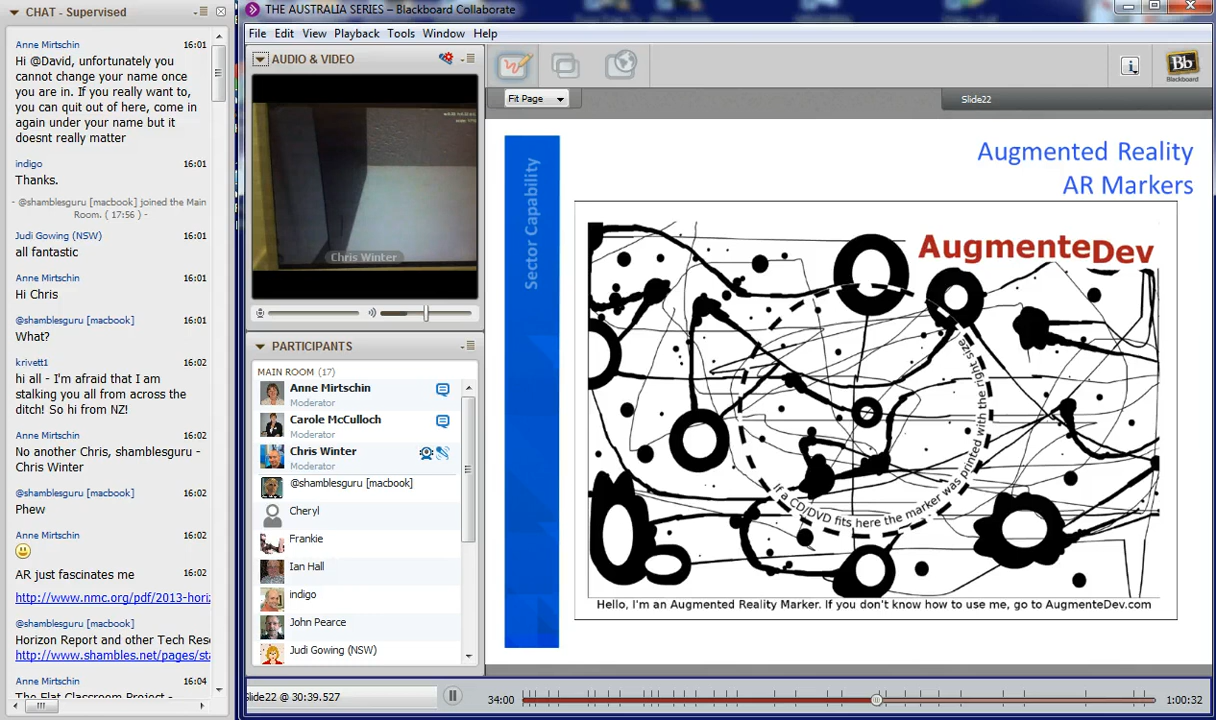 CHAT - Supervised
Anne Mirtschin 16:01
Hi @David, unfortunately you
cannot change your name once
you are in. If you really want to,
you can quit out of here, come in
again under your name but it
doesnt really matter
indigo 16:01
Thanks.
- @shamblesguru [macbook] joined the Main
Room. ( 17:56 ) -
Judi Gowing (NSW) 16:01
all fantastic
Anne Mirtschin 16:01
Hi Chris
@shamblesguru [macbook] 16:01
What?
krivett1 16:02
hi all - I'm afraid that I am
stalking you all from across the
ditch! So hi from NZ!
Anne Mirtschin 16:02
No another Chris, shamblesguru -
Chris Winter
@shamblesguru [macbook] 16:02
Phew
Anne Mirtschin 16:02
AR just fascinates me 16:02
http://www.nmc.org/pdf/2013-hori
@shamblesguru [macbook]
Horizon Report and other Tech Res
http://www.shambles.net/pages/st
Anne Mirtschin 16:04
The Flat Classroom Project -
THE AUSTRALIA SERIES – Blackboard Collaborate
File Edit View Playback Tools Window Help
AUDIO & VIDEO
Chris Winter
PARTICIPANTS
MAIN ROOM (17)
Anne Mirtschin
Moderator
Carole McCulloch
Moderator
Chris Winter
Moderator
@shamblesguru [macbook]
Cheryl
Frankie
Ian Hall
indigo
John Pearce
Judi Gowing (NSW)
Slide22 @ 30:39.527
34:00
1:00:32
Bb
Blackboard
Fit Page
Slide22
Sector Capability
Augmented Reality
AR Markers
AugmenteDev
If a CD/DVD fits here the marker was printed with the right size.
Hello, I'm an Augmented Reality Marker. If you don't know how to use me, go to AugmenteDev.com